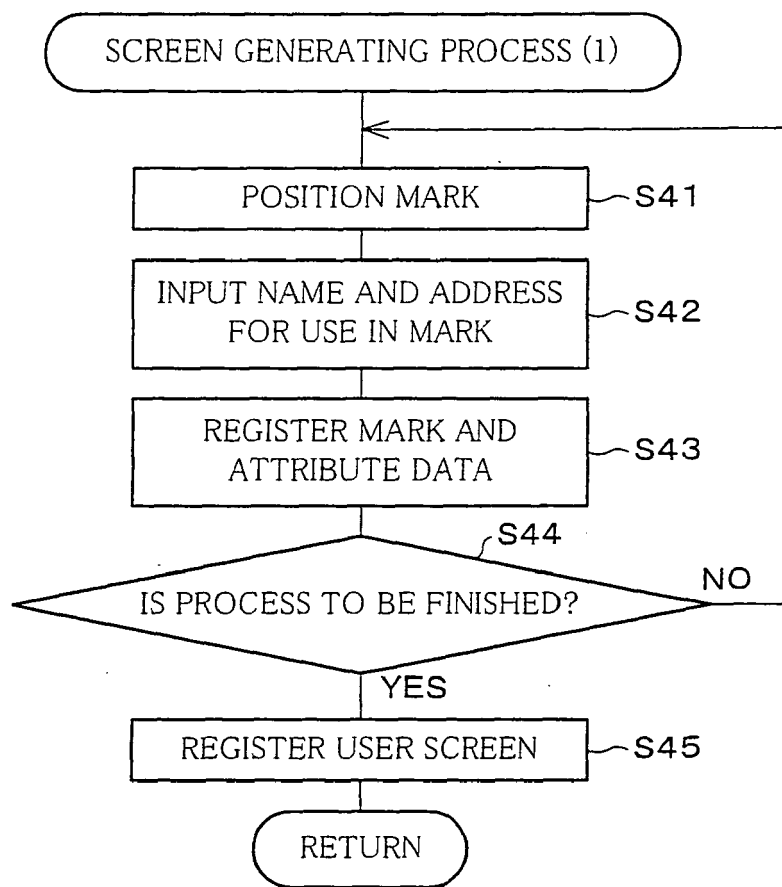 SCREEN GENERATING PROCESS (1)
POSITION MARK
S41
INPUT NAME AND ADDRESS
FOR USE IN MARK
S42
REGISTER MARK AND
ATTRIBUTE DATA
S43
S44
IS PROCESS TO BE FINISHED?
NO
YES
REGISTER USER SCREEN
S45
RETURN